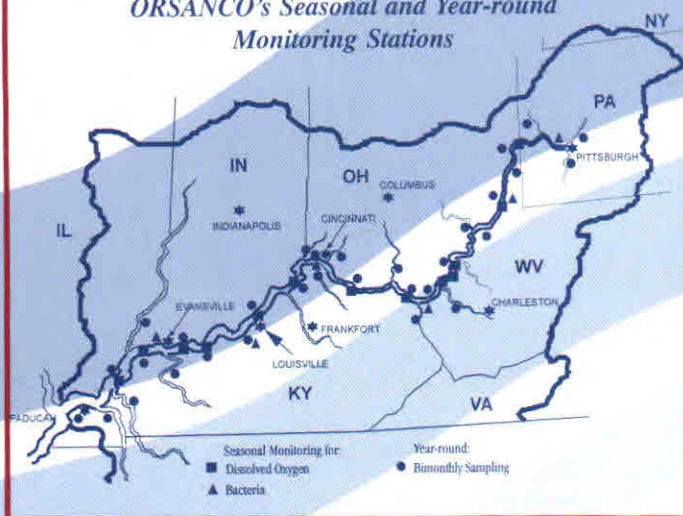 ORSANCO's Seasonal and Year-round
Monitoring Stations
NY
PA
PITTSBURGH
IN
OH
COLUMBUS
IL
INDIANAPOLIS
CINCINNATI
WV
CHARLESTON
EVANSVILLE
FRANKFORT
LOUISVILLE
KY
VA
PADUCAH
Seasonal Monitoring for:
Dissolved Oxygen
Bacteria
Year-round:
Bimonthly Sampling